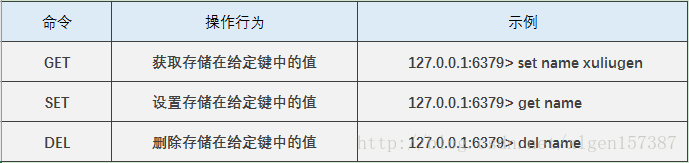 命令 操作行为 示例
GET 获取存储在给定键中的值 127.0.0.1:6379> set name xuliugen
SET 设置存储在给定键中的值 127.0.0.1:6379> get name
DEL 删除存储在给定键中的值 127.0.0.1:6379> del name